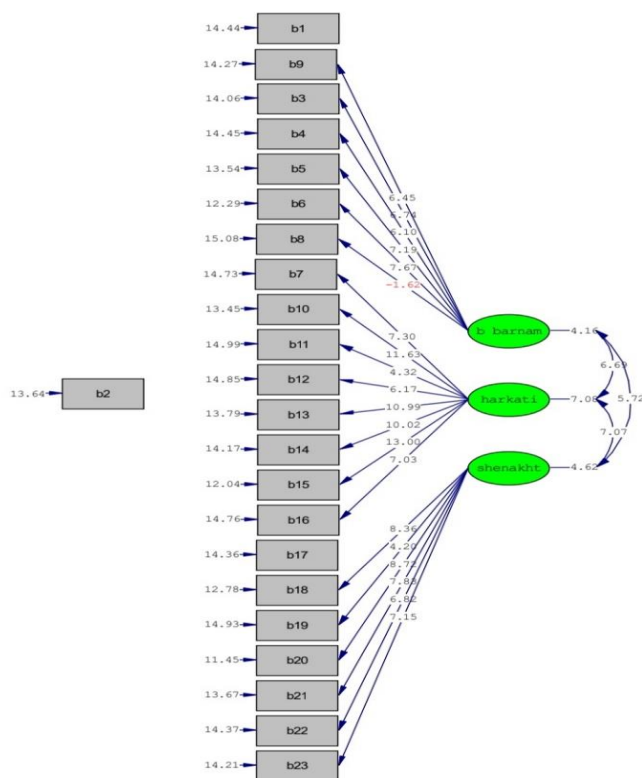 14.44 b1
14.27 b9
14.06 b3
14.45 b4
13.54 b5
12.29 b6
15.08 b8
14.73 b7
13.45 b10
14.99 b11
14.85 b12
13.64 b2
13.79 b13
14.17 b14
12.04 b15
14.76 b16
14.36 b17
12.78 b18
14.93 b19
11.45 b20
13.67 b21
14.37 b22
14.21 b23
6.45
6.74
6.10
7.19
7.67
-1.62
7.30
11.63
4.32
6.17
10.99
10.02
13.00
7.03
8.36
4.20
8.72
7.83
6.82
7.15
b barnam 4.16
harkati 7.08
shenakht 4.62
6.69
5.72
7.07